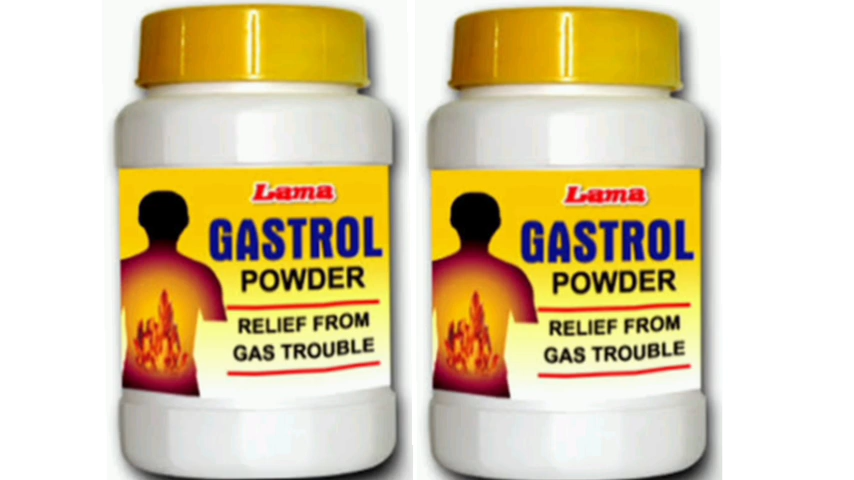 Lama
GASTROL
POWDER
RELIEF FROM
GAS TROUBLE
Lama
GASTROL
POWDER
RELIEF FROM
GAS TROUBLE